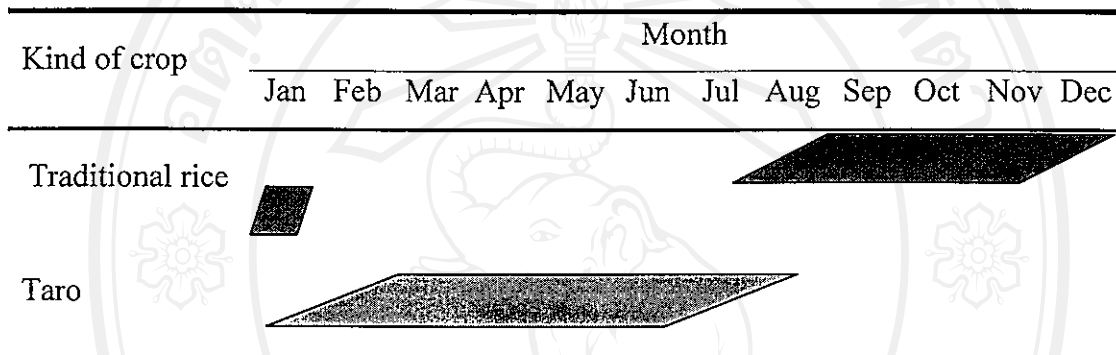 Month
Kind of crop
Jan Feb Mar Apr May Jun Jul Aug Sep Oct Nov Dec
Traditional rice
Taro